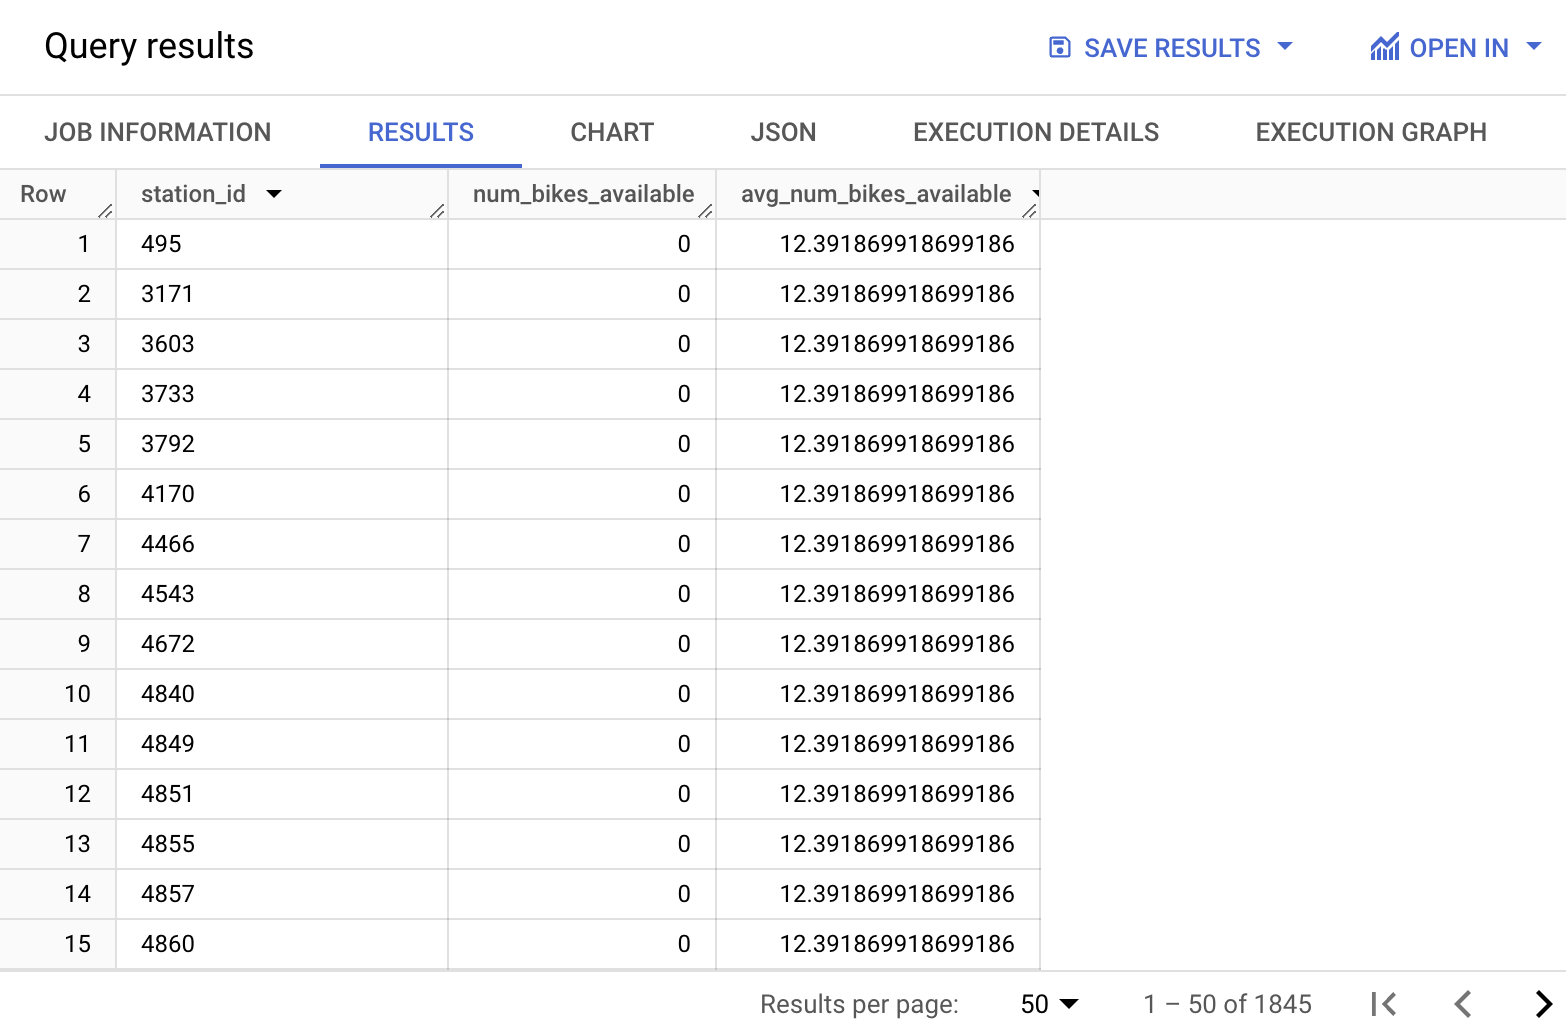 Query results SAVE RESULTS OPEN IN
JOB INFORMATION RESULTS CHART JSON EXECUTION DETAILS EXECUTION GRAPH
Row station_id num_bikes_available avg_num_bikes_available
1 495 0 12.391869918699186
2 3171 0 12.391869918699186
3 3603 0 12.391869918699186
4 3733 0 12.391869918699186
5 3792 0 12.391869918699186
6 4170 0 12.391869918699186
7 4466 0 12.391869918699186
8 4543 0 12.391869918699186
9 4672 0 12.391869918699186
10 4840 0 12.391869918699186
11 4849 0 12.391869918699186
12 4851 0 12.391869918699186
13 4855 0 12.391869918699186
14 4857 0 12.391869918699186
15 4860 0 12.391869918699186
Results per page: 50 1 – 50 of 1845